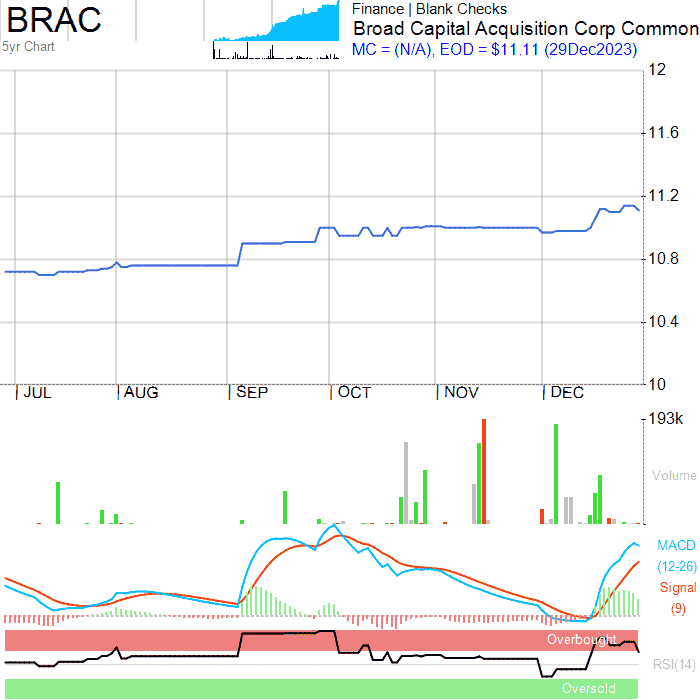 BRAC
5yr Chart
Finance | Blank Checks
Broad Capital Acquisition Corp Common
MC = (N/A), EOD = $11.11 (29Dec2023)
12
11.6
11.2
10.8
10.4
10
JUL AUG SEP OCT NOV DEC
193k
Volume
MACD
(12-26)
Signal
(9)
Overbought
RSI(14)
Oversold